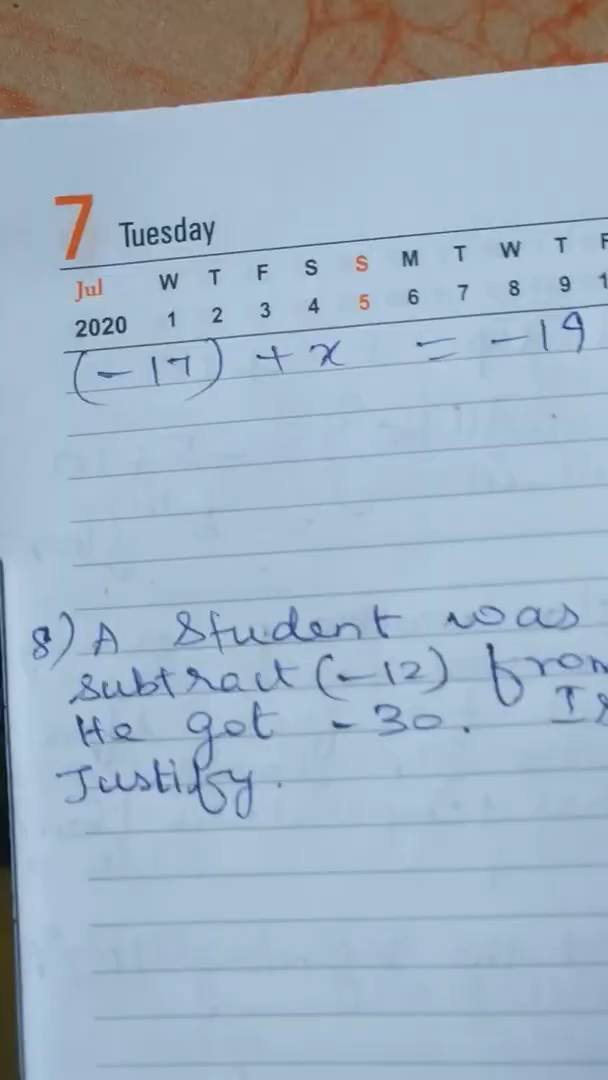 7 Tuesday
Jul W T F S S M T W T F
2020 1 2 3 4 5 6 7 8 9
(-17) + x = -19
8) A Student was
subtract (-12) from
He got -30. Is
Justify.